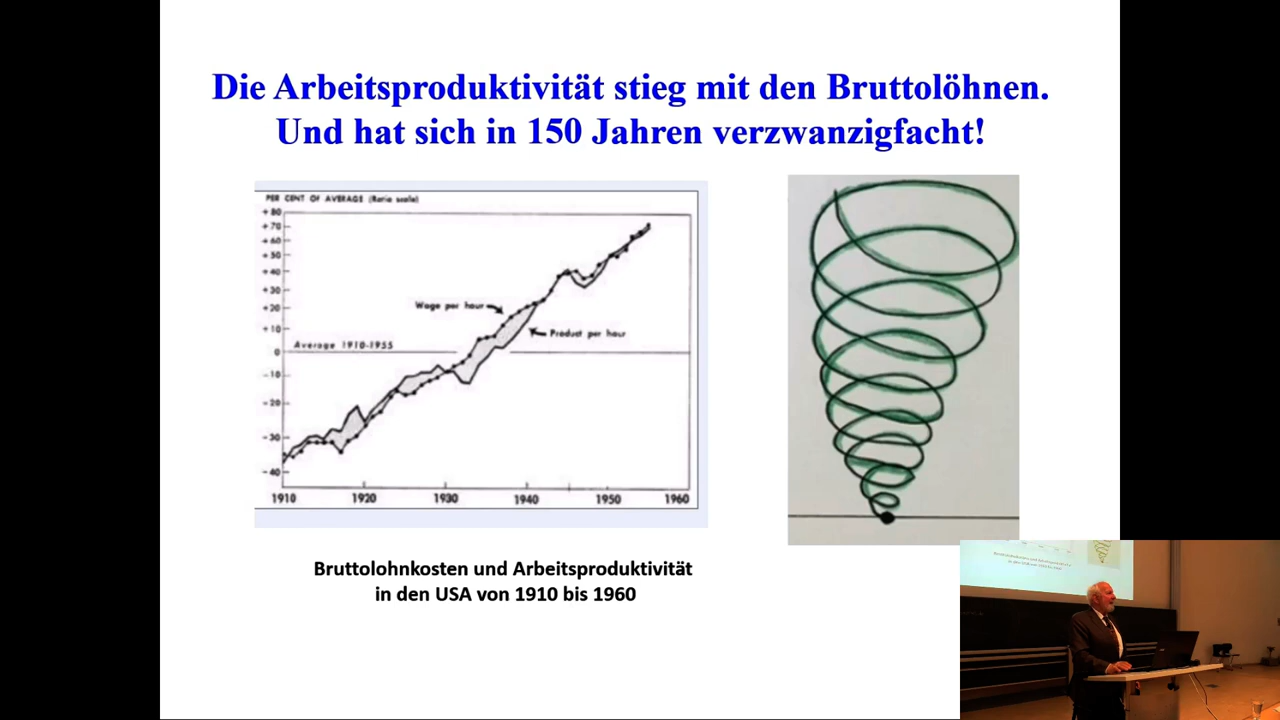 Die Arbeitsproduktivität stieg mit den Bruttolöhnen.
Und hat sich in 150 Jahren verzwanzigfacht!
PER CENT OF AVERAGE (Ratio scale)
+80
+70
+60
+50
+40
+30
+20
+10
0
-10
-20
-30
-40
Wage per hour
Product per hour
Average 1910-1955
1910 1920 1930 1940 1950 1960
Bruttolohnkosten und Arbeitsproduktivität
in den USA von 1910 bis 1960